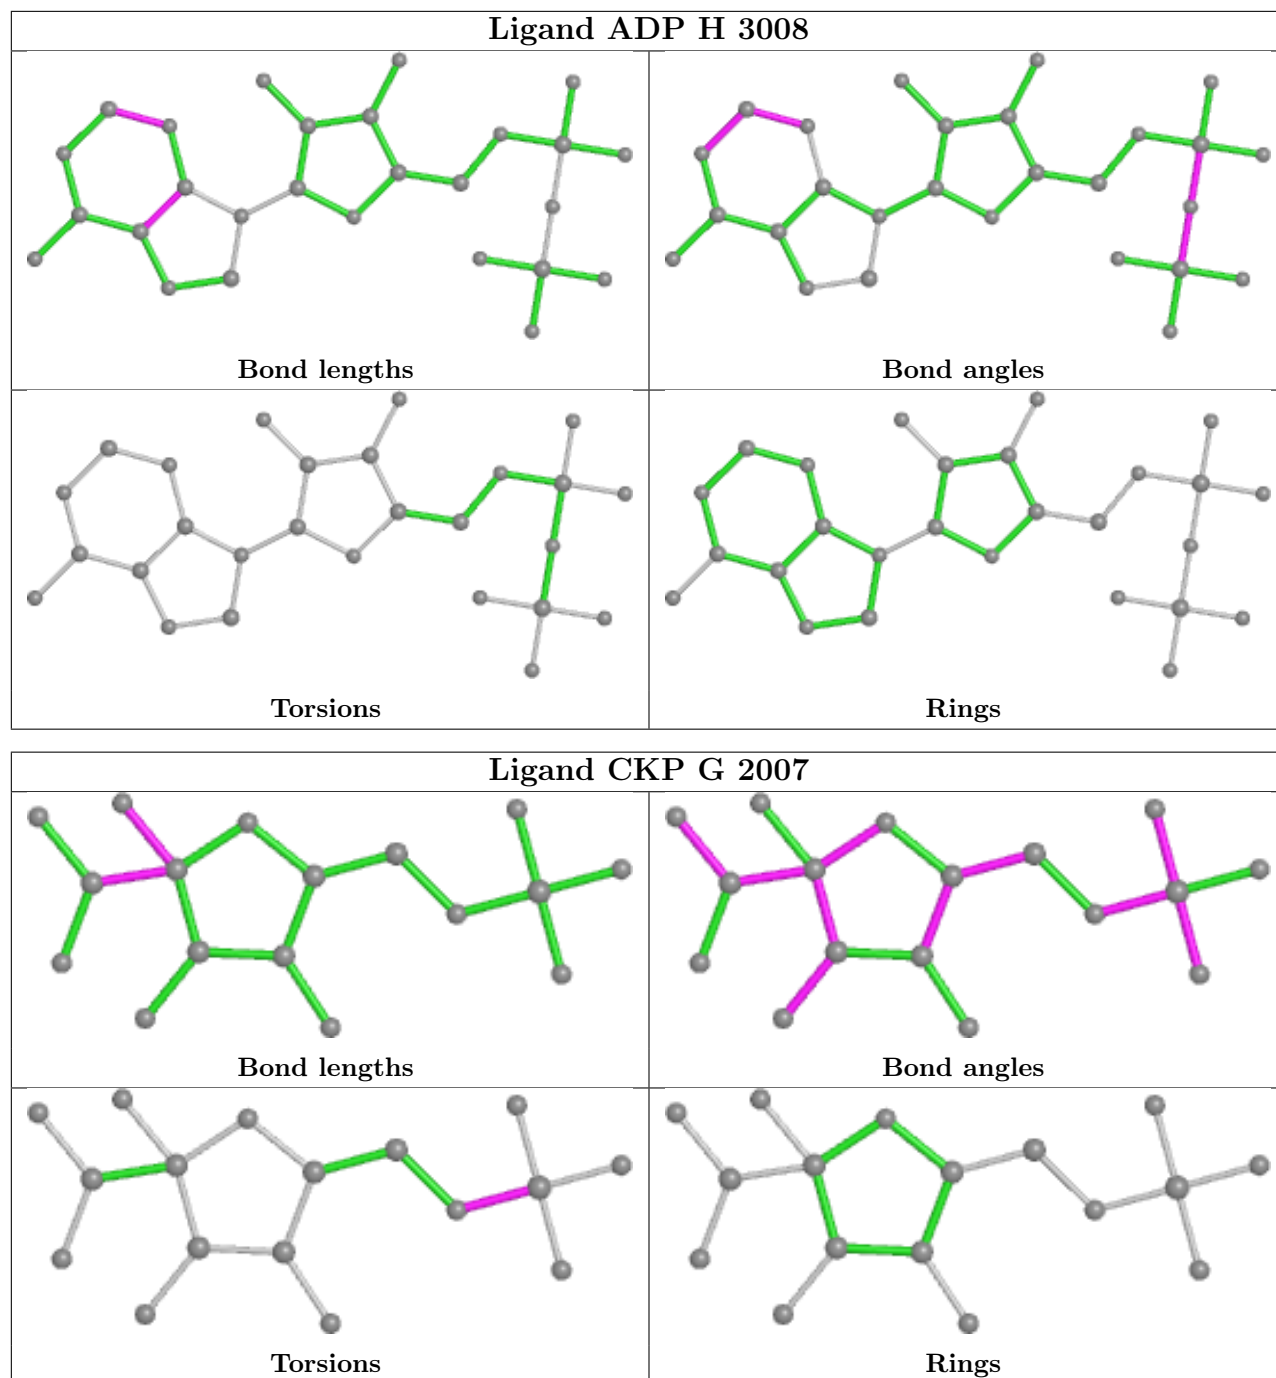 Ligand ADP H 3008
Bond lengths
Bond angles
Torsions
Rings
Ligand CKP G 2007
Bond lengths
Bond angles
Torsions
Rings